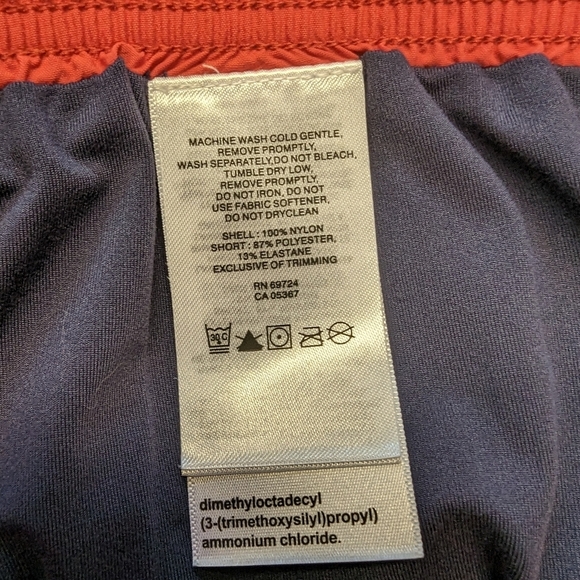 MACHINE WASH COLD GENTLE,
REMOVE PROMPTLY,
WASH SEPARATELY,DO NOT BLEACH,
TUMBLE DRY LOW,
REMOVE PROMPTLY,
DO NOT IRON, DO NOT
USE FABRIC SOFTENER,
DO NOT DRYCLEAN
SHELL : 100% NYLON
SHORT : 87% POLYESTER,
13% ELASTANE
EXCLUSIVE OF TRIMMING
RN 69724
CA 05367
30 C
dimethyloctadecyl
(3-(trimethoxysilyl)propyl)
ammonium chloride.